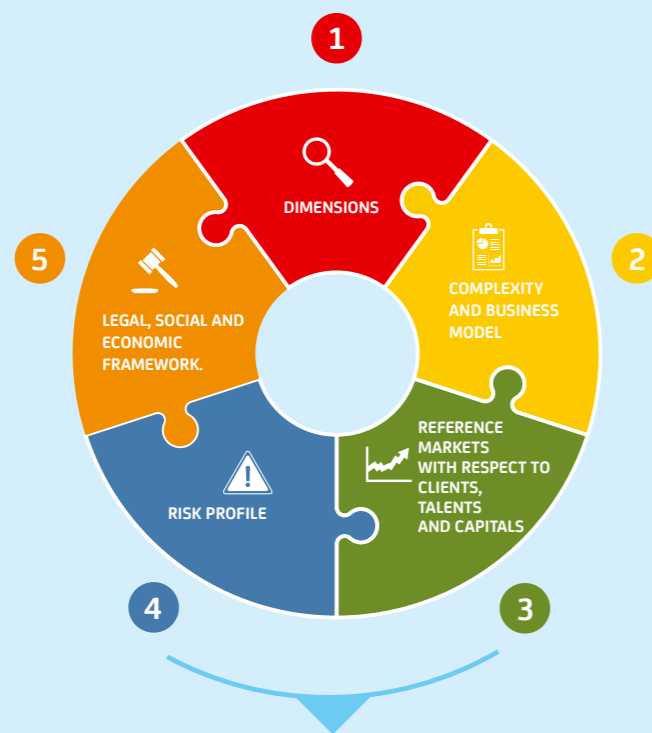 1
DIMENSIONS
2
COMPLEXITY
AND BUSINESS
MODEL
3
REFERENCE
MARKETS
WITH RESPECT TO
CLIENTS,
TALENTS
AND CAPITALS
4
RISK PROFILE
5
LEGAL, SOCIAL AND
ECONOMIC
FRAMEWORK.